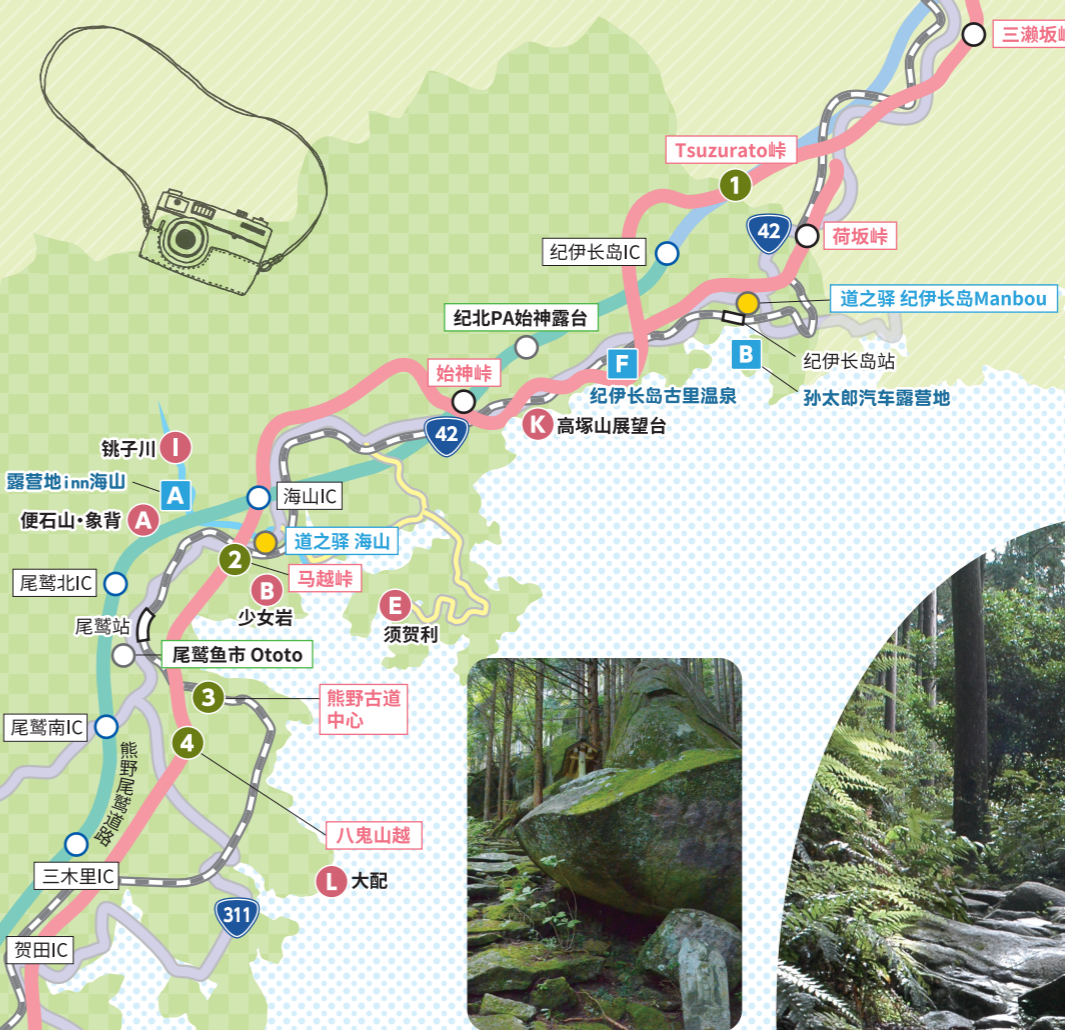 三濑坂
Tsuzurato峠
1
42
荷坂峠
纪伊长岛IC
道之驿 纪伊长岛Manbou
纪北PA始神露台
纪伊长岛站
B
F
始神峠
纪伊长岛古里温泉
孙太郎汽车露营地
K 高塚山展望台
42
铫子川 I
露营地inn海山
A
海山IC
便石山・象背 A
道之驿 海山
2
马越峠
尾鹫北IC
B
少女岩
E
须贺利
尾鹫站
尾鹫鱼市 Ototo
3
熊野古道
中心
尾鹫南IC
4
熊野尾鹫道路
八鬼山越
三木里IC
L 大配
311
贺田IC